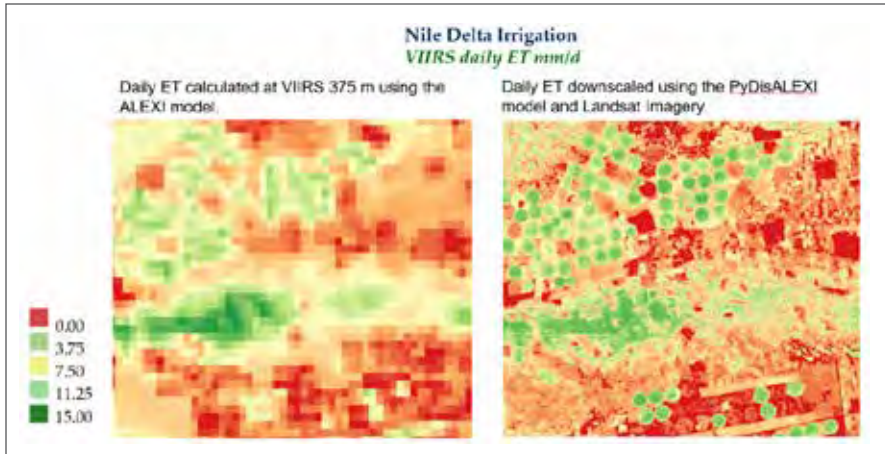 Nile Delta Irrigation
VIIRS daily ET mm/d
Daily ET calculated at VIIRS 375 m using the
ALEXI model.
Daily ET downscaled using the PyDisALEXI
model and Landsat Imagery
0.00
3.75
7.50
11.25
15.00